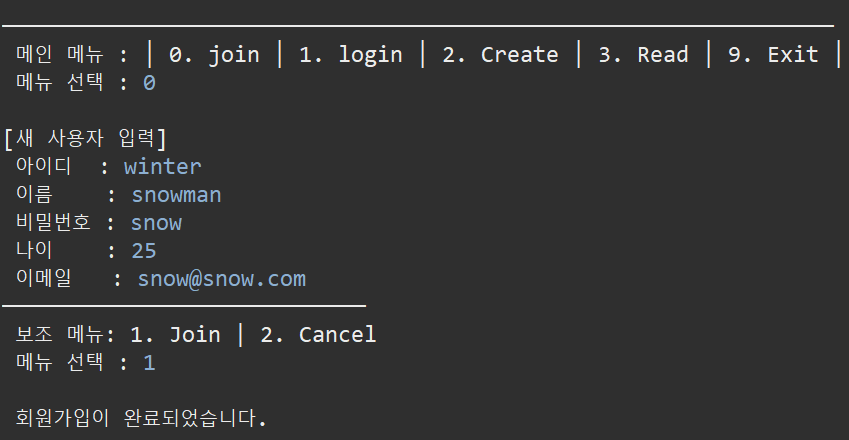 메인 메뉴 : | 0. join | 1. login | 2. Create | 3. Read | 9. Exit |
메뉴 선택 : 0
[새 사용자 입력]
아이디 : winter
이름 : snowman
비밀번호 : snow
나이 : 25
이메일 : snow@snow.com
보조 메뉴: 1. Join | 2. Cancel
메뉴 선택 : 1
회원가입이 완료되었습니다.